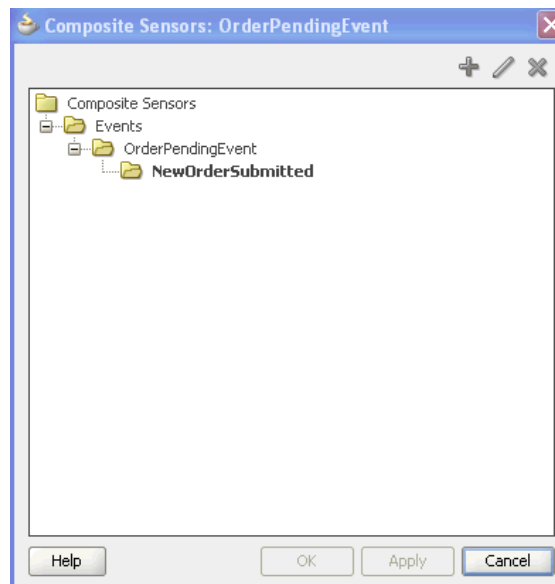 Composite Sensors: OrderPendingEvent
Composite Sensors
Events
OrderPendingEvent
NewOrderSubmitted
Help OK Apply Cancel